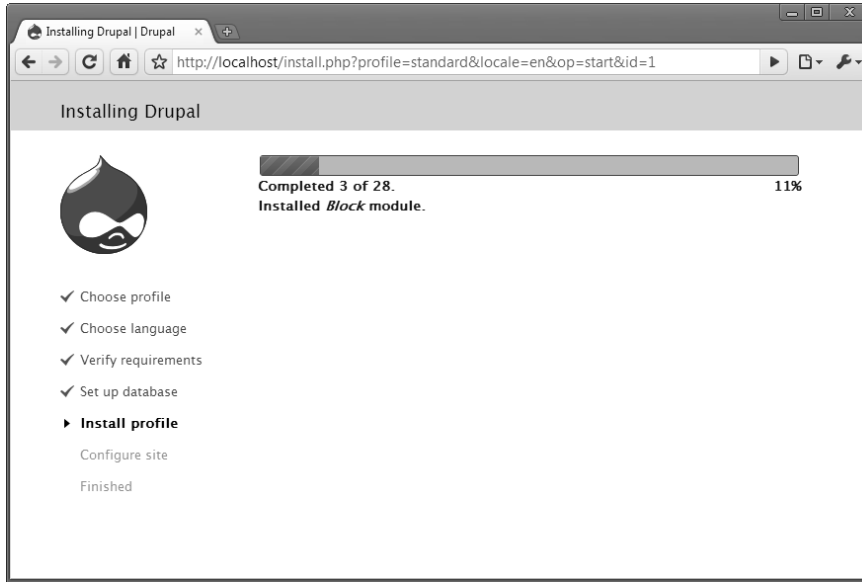 Installing Drupal | Drupal
http://localhost/install.php?profile=standard&locale=en&op=start&id=1
Installing Drupal
Completed 3 of 28. 11%
Installed Block module.
Choose profile
Choose language
Verify requirements
Set up database
Install profile
Configure site
Finished